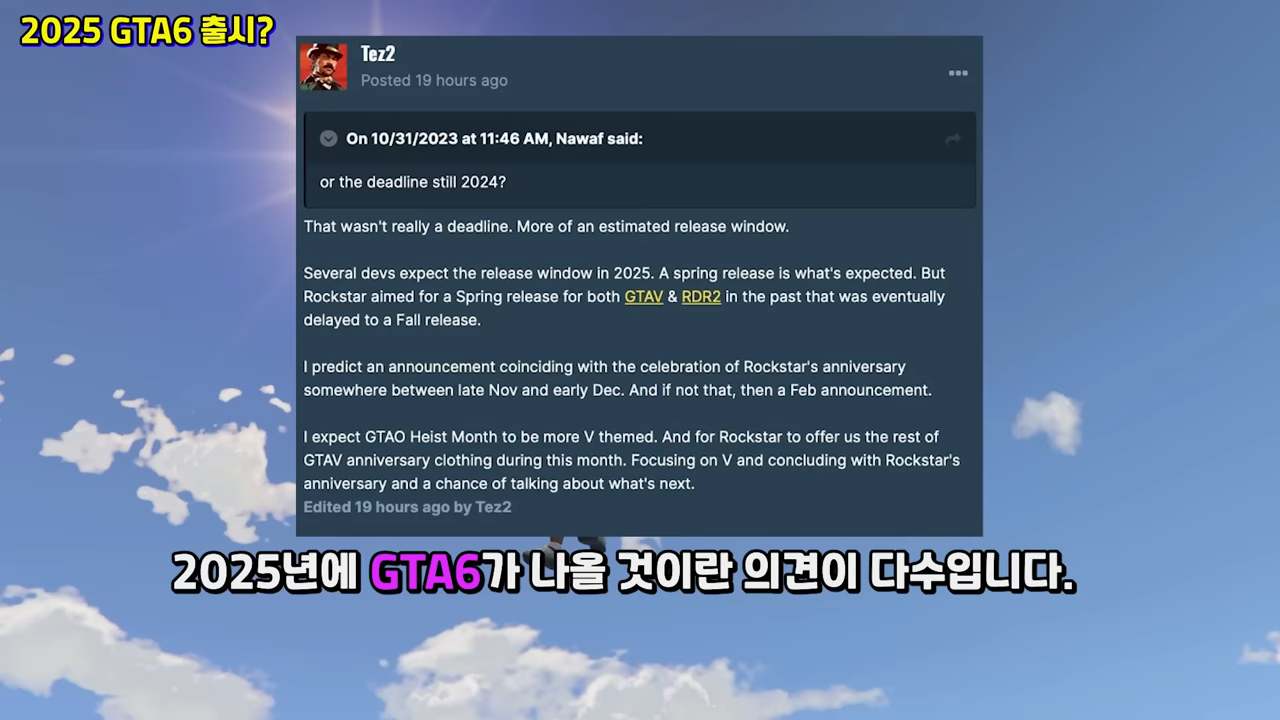 2025 GTA6 출시?
Tez2
Posted 19 hours ago
On 10/31/2023 at 11:46 AM, Nawaf said:
or the deadline still 2024?
That wasn't really a deadline. More of an estimated release window.
Several devs expect the release window in 2025. A spring release is what's expected. But
Rockstar aimed for a Spring release for both GTAV & RDR2 in the past that was eventually
delayed to a Fall release.
I predict an announcement coinciding with the celebration of Rockstar's anniversary
somewhere between late Nov and early Dec. And if not that, then a Feb announcement.
I expect GTAO Heist Month to be more V themed. And for Rockstar to offer us the rest of
GTAV anniversary clothing during this month. Focusing on V and concluding with Rockstar's
anniversary and a chance of talking about what's next.
Edited 19 hours ago by Tez2
2025년에 GTA6가 나올 것이란 의견이 다수입니다.